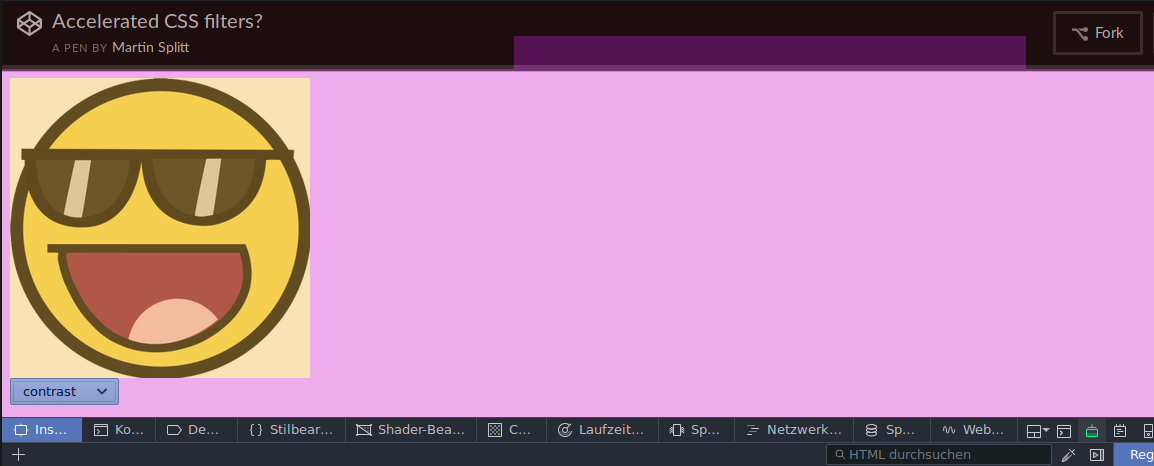 Accelerated CSS filters?
A PEN BY Martin Splitt
Fork
contrast
Ins... Ko... De... Stilbear... Shader-Bea... C... Laufzeit... Sp... Netzwerk... Sp... Web...
HTML durchsuchen
Reg